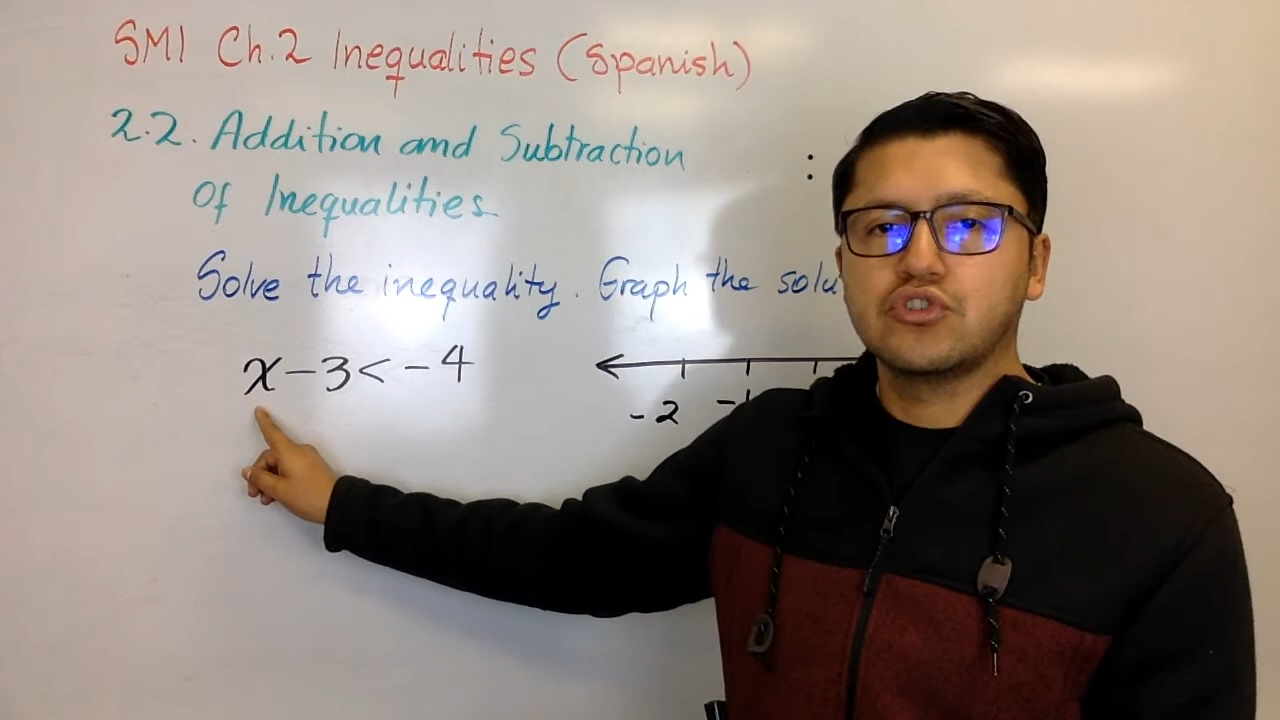 SM1 Ch.2 Inequalities (Spanish)
2.2. Addition and Subtraction
of Inequalities
:
Solve the inequality. Graph the solu
x - 3 < - 4
-2 -1